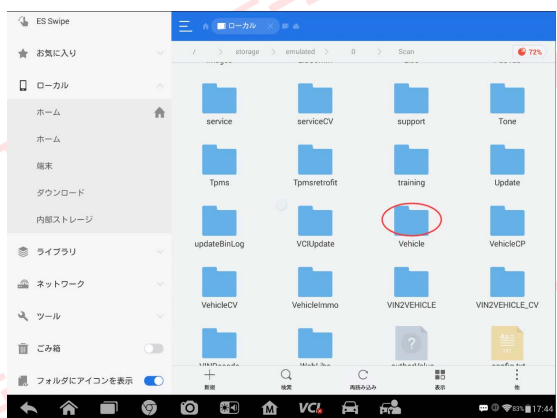 ES Swipe
お気に入り
ローカル
ホーム
ホーム
端末
ダウンロード
内部ストレージ
ライブラリ
ネットワーク
ツール
ごみ箱
フォルダにアイコンを表示
ローカル
/ > storage > emulated > 0 > Scan
72%
service
serviceCV
support
Tone
Tpms
Tpmsretrofit
training
Update
updateBinLog
VCIUpdate
Vehicle
VehicleCP
VehicleCV
VehicleImmo
VIN2VEHICLE
VIN2VEHICLE_CV
新規
検索
再読み込み
表示
他
VCI
93%
17:44